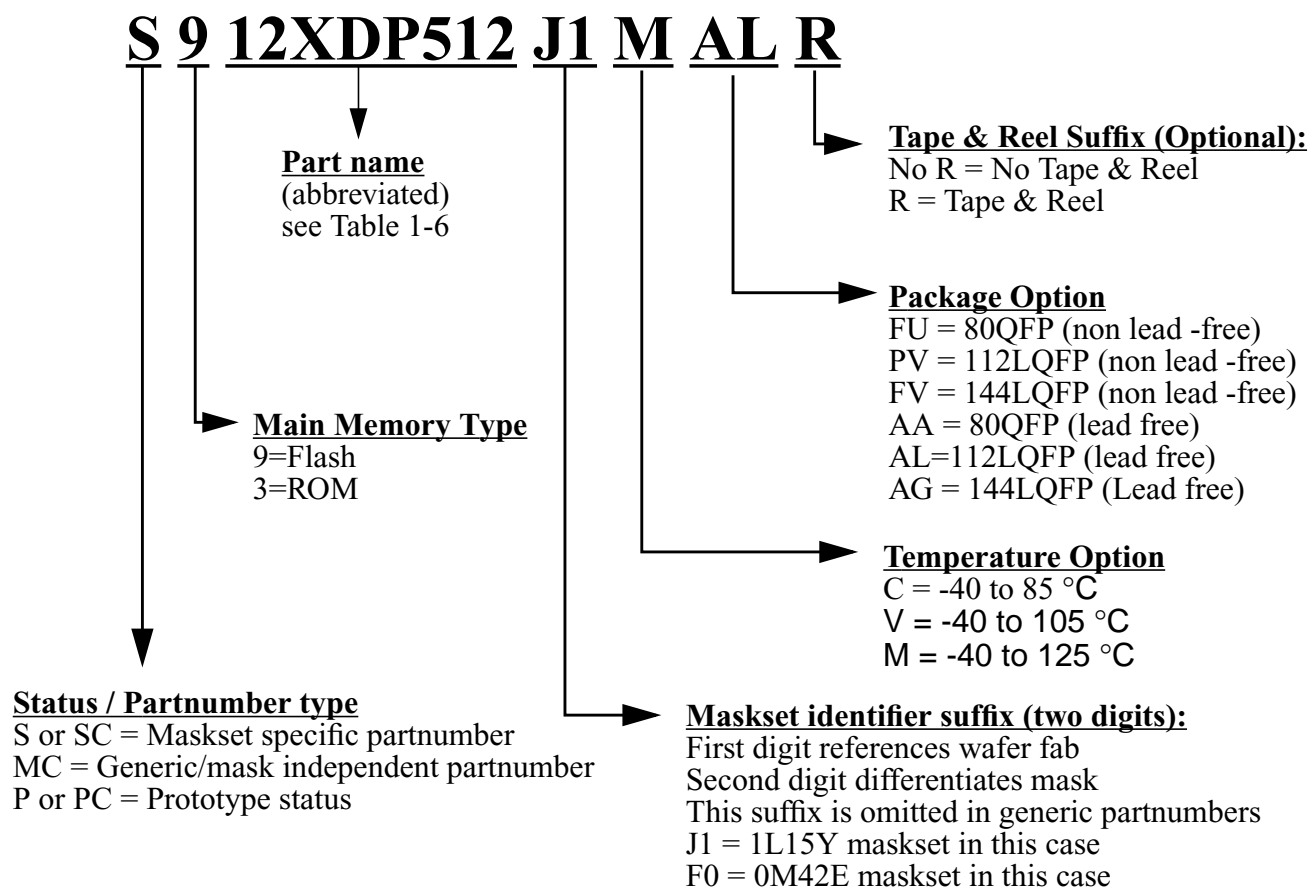 S 9 12XDP512 J1 M AL R
Tape & Reel Suffix (Optional):
No R = No Tape & Reel
R = Tape & Reel
Part name
(abbreviated)
see Table 1-6
Package Option
FU = 80QFP (non lead -free)
PV = 112LQFP (non lead -free)
FV = 144LQFP (non lead -free)
AA = 80QFP (lead free)
AL=112LQFP (lead free)
AG = 144LQFP (Lead free)
Main Memory Type
9=Flash
3=ROM
Temperature Option
C = -40 to 85 °C
V = -40 to 105 °C
M = -40 to 125 °C
Status / Partnumber type
S or SC = Maskset specific partnumber
MC = Generic/mask independent partnumber
P or PC = Prototype status
Maskset identifier suffix (two digits):
First digit references wafer fab
Second digit differentiates mask
This suffix is omitted in generic partnumbers
J1 = 1L15Y maskset in this case
F0 = 0M42E maskset in this case